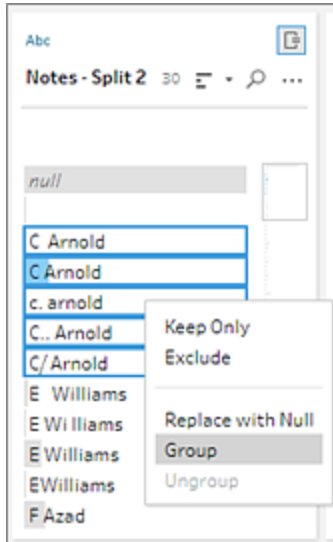 Abc
Notes - Split 2 30 ...
null
C Arnold
C Arnold
c. arnold
C.. Arnold
C/ Arnold
E  Williams
E Wi lliams
E Williams
EWilliams
F Azad
Keep Only
Exclude
Replace with Null
Group
Ungroup